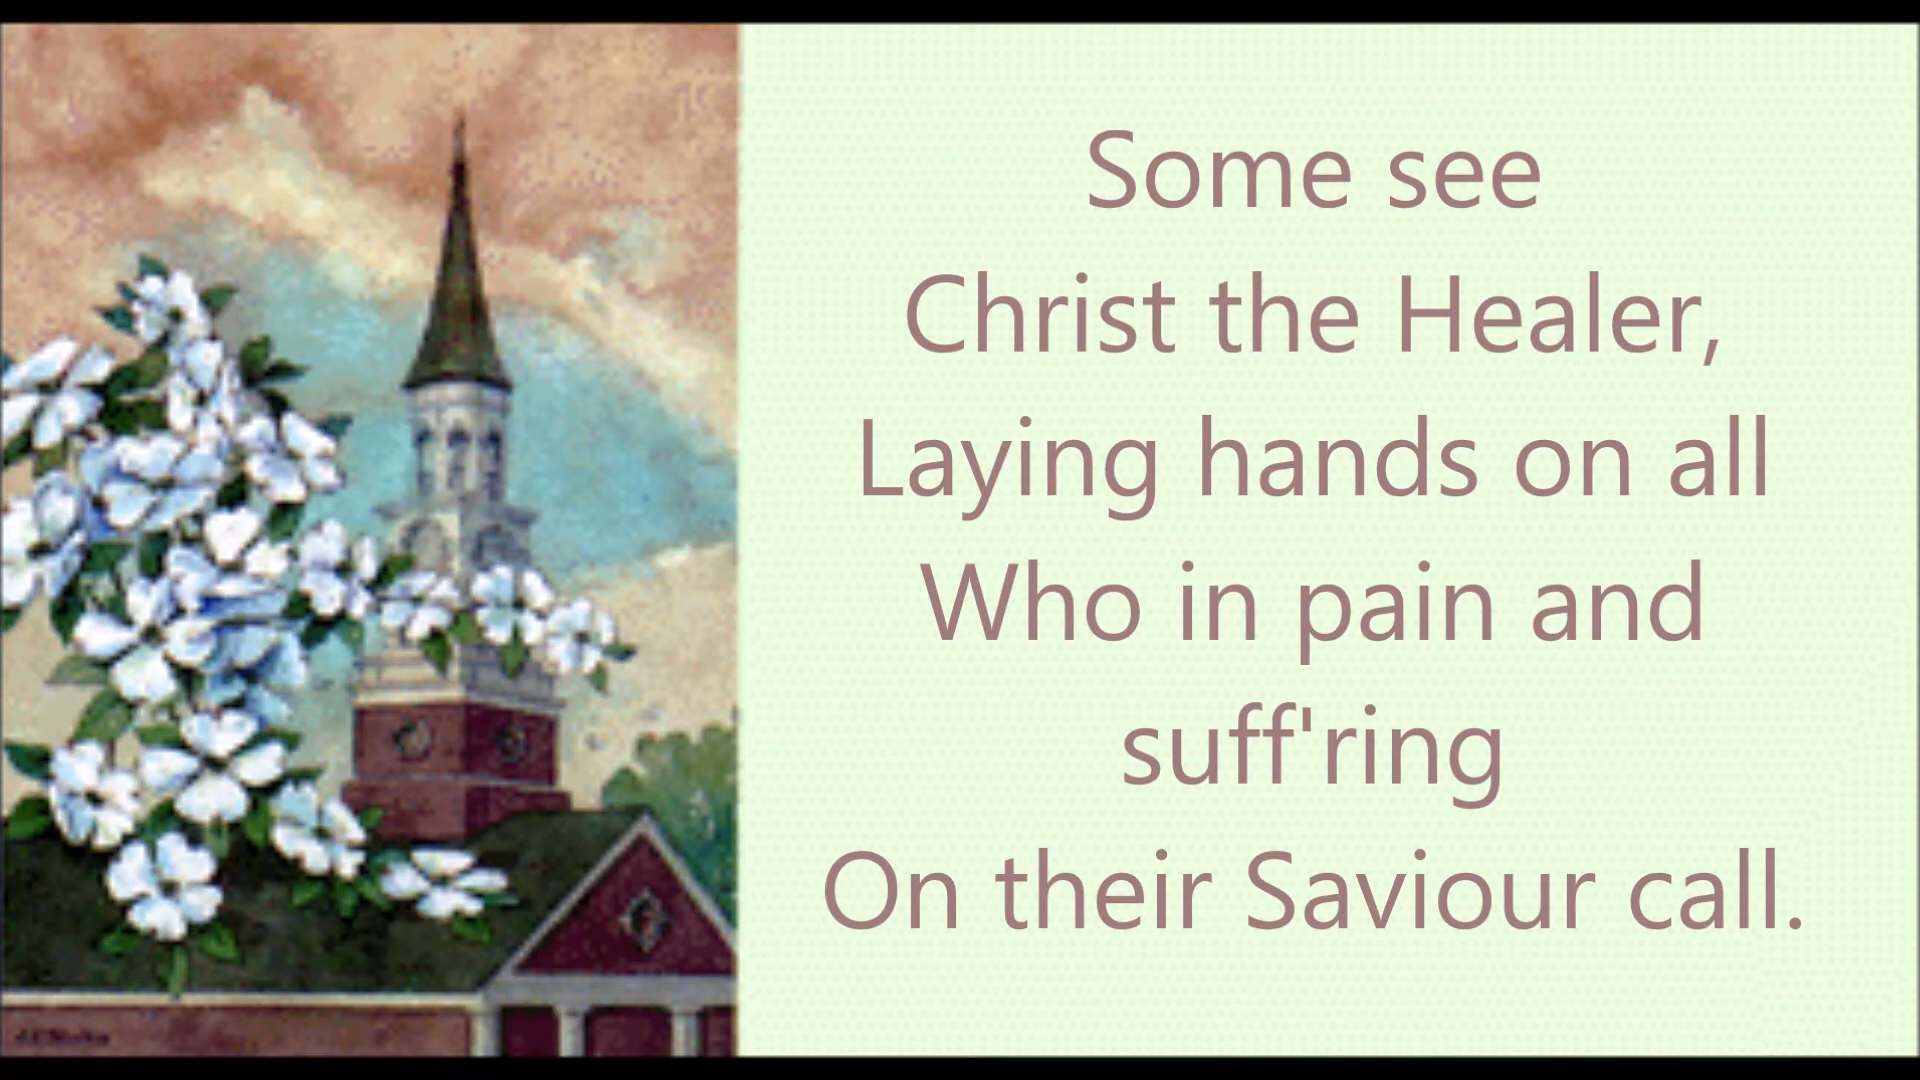 Some see
Christ the Healer,
Laying hands on all
Who in pain and
suff'ring
On their Saviour call.